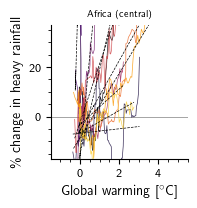 Africa (central)
% change in heavy rainfall
20
0
0
2
4
Global warming [°C]